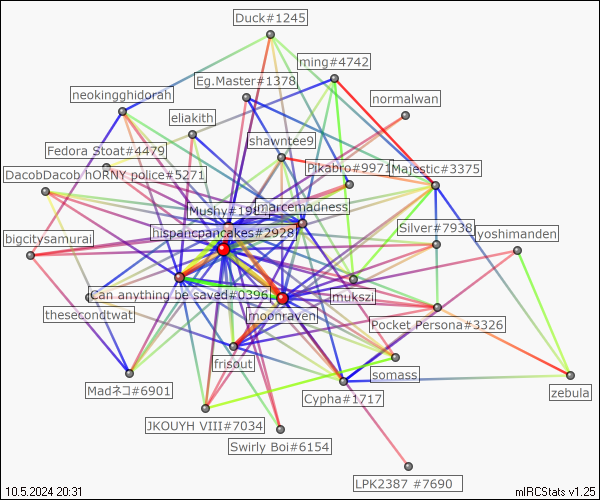 Duck#1245
ming#4742
Eg.Master#1378
neokingghidorah
normalwan
eliakith
shawntee9
Fedora Stoat#4479
Pikabro#9971
Majestic#3375
DacobDacob hORNY police#5271
Mushy#198
marcemadness
hispancpancakes#2928
Silver#7938
yoshimanden
bigcitysamurai
Can anything be saved#0396
mukszi
thesecondtwat
moonraven
Pocket Persona#3326
frisout
somass
Madネコ#6901
Cypha#1717
zebula
JKOUYH VIII#7034
Swirly Boi#6154
LPK2387 #7690
10.5.2024 20:31
mIRCStats v1.25